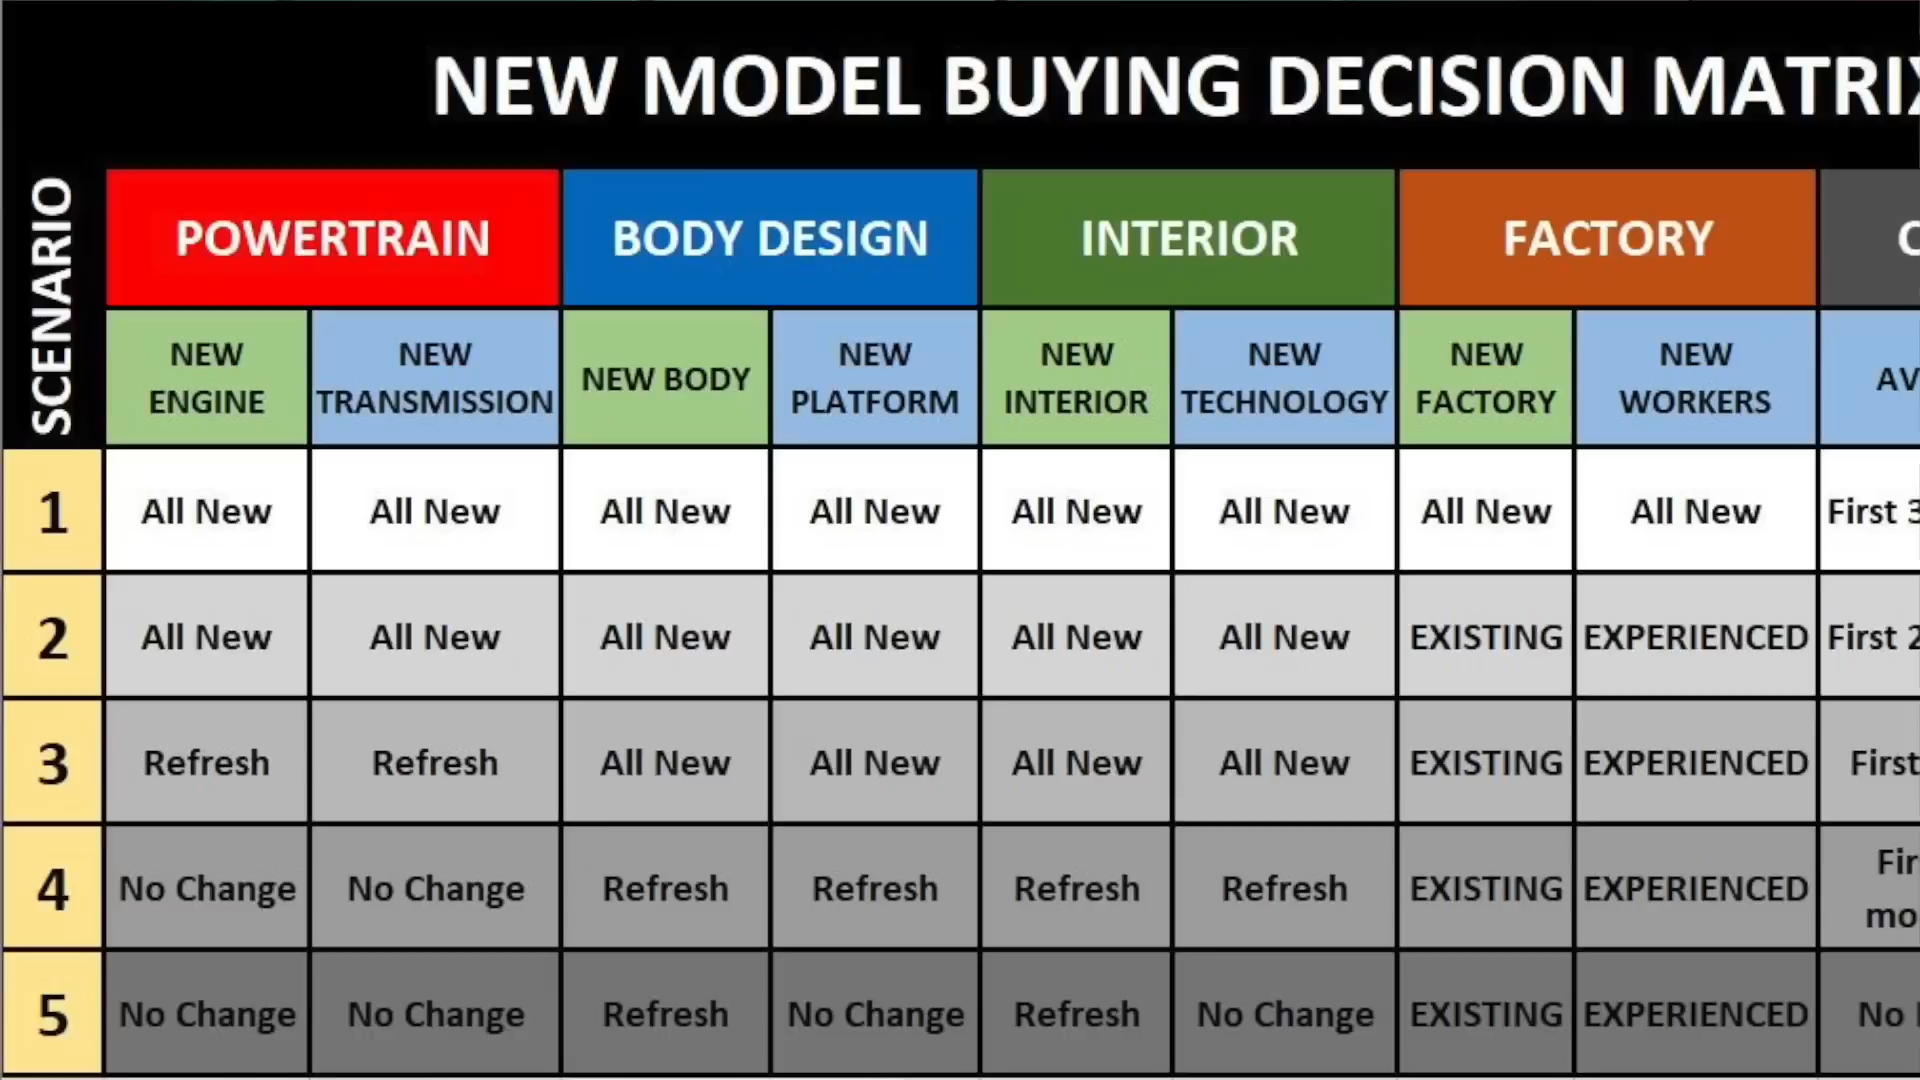 NEW MODEL BUYING DECISION MATRIX
SCENARIO
POWERTRAIN BODY DESIGN INTERIOR FACTORY
NEW ENGINE NEW TRANSMISSION NEW BODY NEW PLATFORM NEW INTERIOR NEW TECHNOLOGY NEW FACTORY NEW WORKERS
1 All New All New All New All New All New All New All New All New First
2 All New All New All New All New All New All New EXISTING EXPERIENCED First
3 Refresh Refresh All New All New All New All New EXISTING EXPERIENCED First
4 No Change No Change Refresh Refresh Refresh Refresh EXISTING EXPERIENCED
5 No Change No Change Refresh No Change Refresh No Change EXISTING EXPERIENCED No